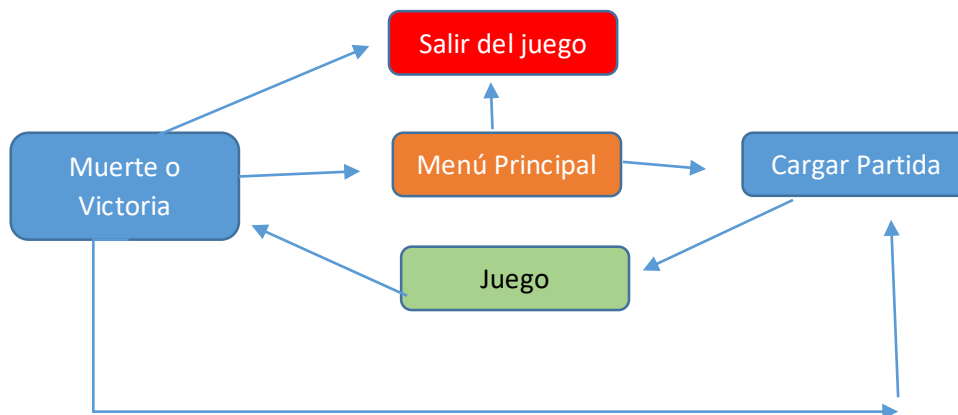 Salir del juego
Muerte o
Victoria
Menú Principal
Cargar Partida
Juego